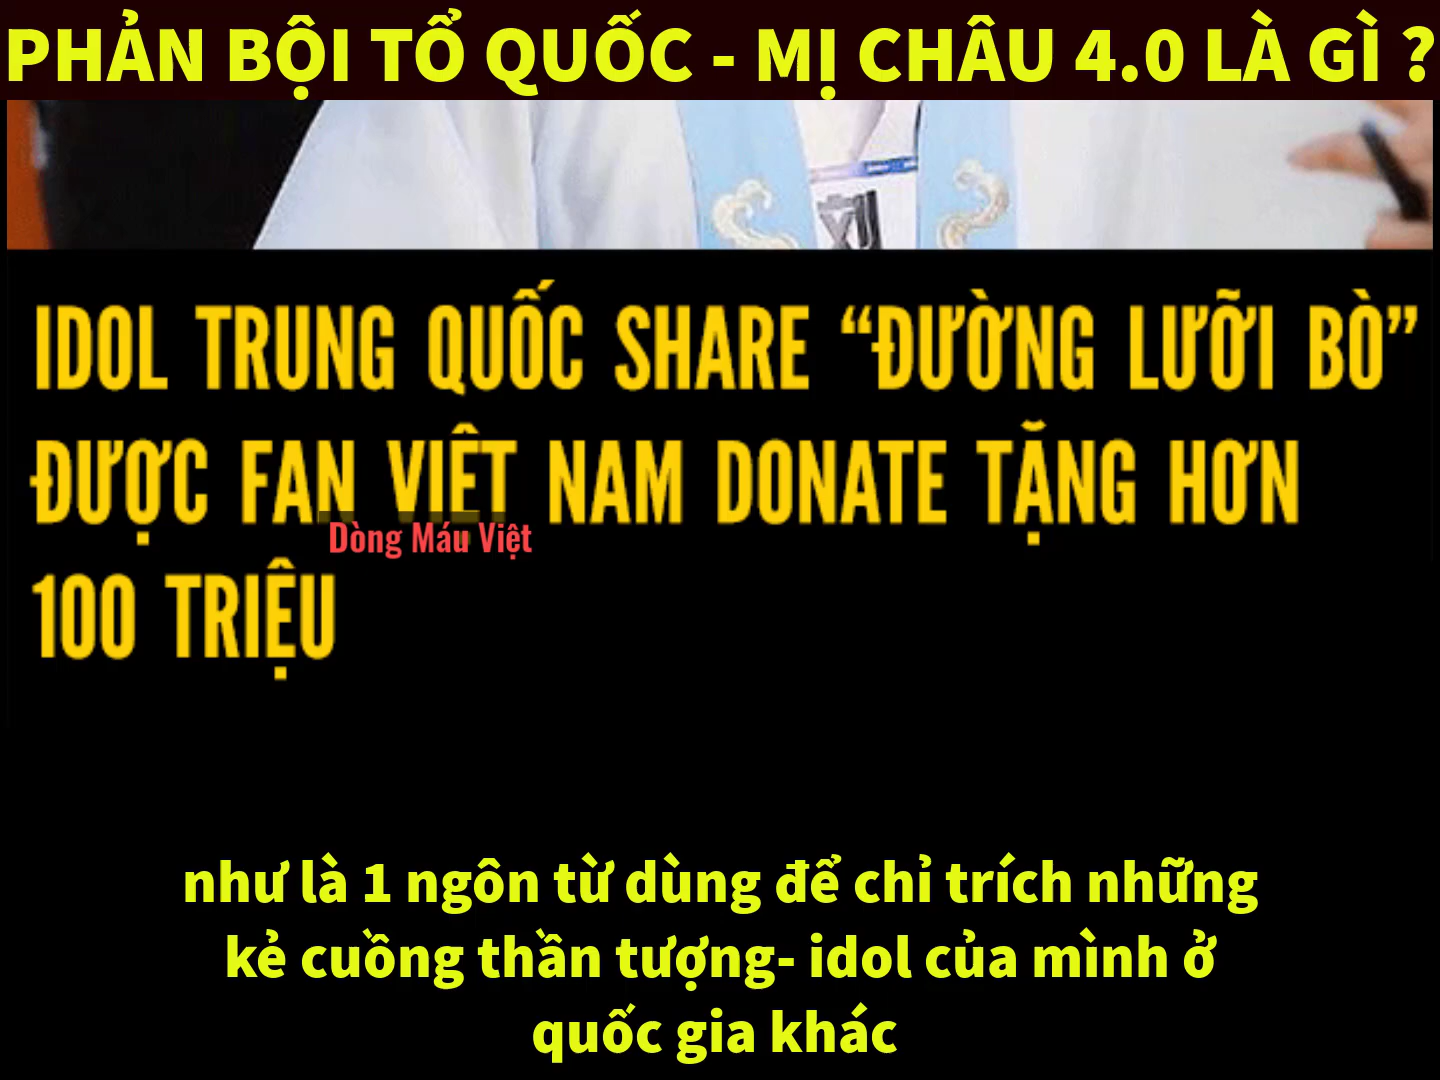 PHẢN BỘI TỔ QUỐC - MỊ CHÂU 4.0 LÀ GÌ ?
IDOL TRUNG QUỐC SHARE “ĐƯỜNG LƯỠI BÒ”
ĐƯỢC FAN VIỆT NAM DONATE TẶNG HƠN
Dòng Máu Việt
100 TRIỆU
như là 1 ngôn từ dùng để chỉ trích những
kẻ cuồng thần tượng- idol của mình ở
quốc gia khác